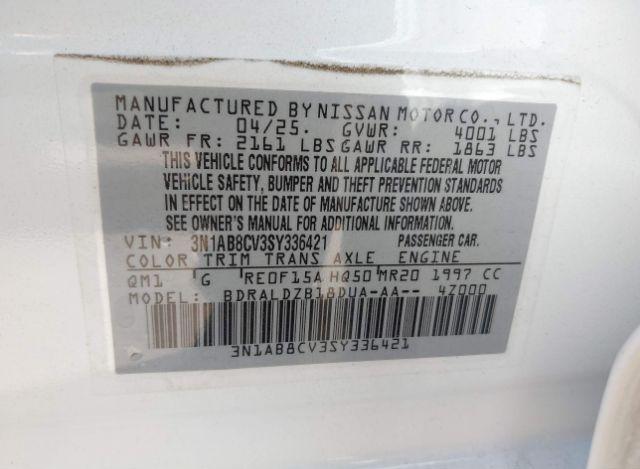 MANUFACTURED BY NISSAN MOTOR CO., LTD.
DATE: 04/25. GVWR: 4001 LBS
GAWR FR: 2161 LBS GAWR RR: 1863 LBS
THIS VEHICLE CONFORMS TO ALL APPLICABLE FEDERAL MOTOR
VEHICLE SAFETY, BUMPER AND THEFT PREVENTION STANDARDS
IN EFFECT ON THE DATE OF MANUFACTURE SHOWN ABOVE.
SEE OWNER'S MANUAL FOR ADDITIONAL INFORMATION.
VIN: 3N1AB8CV3SY336421 PASSENGER CAR.
COLOR TRIM TRANS AXLE ENGINE
QM1 G RE0F15A HQ50 MR20 1997 CC
MODEL: BDRALDZB18DUA-AA-- 4Z000
3N1AB8CV3SY336421